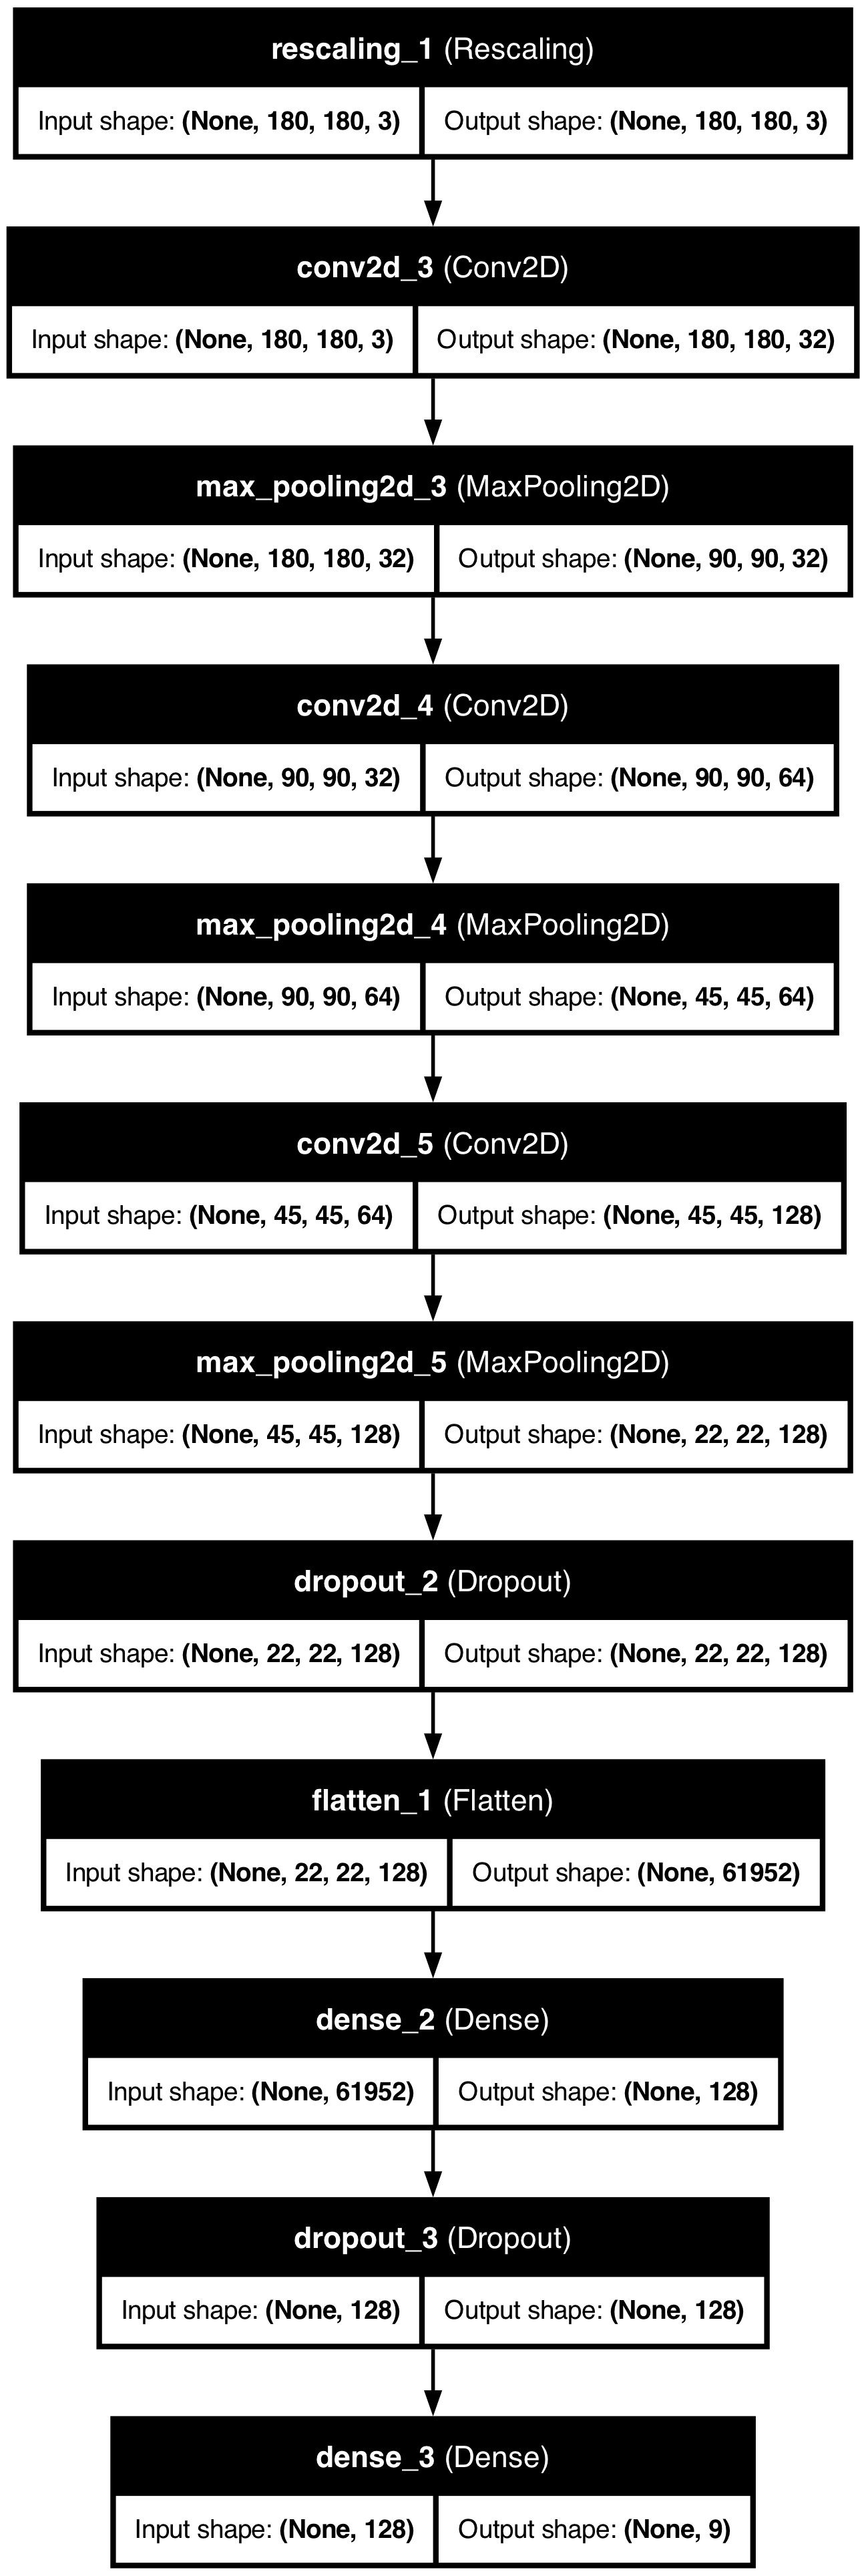 rescaling_1 (Rescaling)
Input shape: (None, 180, 180, 3) Output shape: (None, 180, 180, 3)
conv2d_3 (Conv2D)
Input shape: (None, 180, 180, 3) Output shape: (None, 180, 180, 32)
max_pooling2d_3 (MaxPooling2D)
Input shape: (None, 180, 180, 32) Output shape: (None, 90, 90, 32)
conv2d_4 (Conv2D)
Input shape: (None, 90, 90, 32) Output shape: (None, 90, 90, 64)
max_pooling2d_4 (MaxPooling2D)
Input shape: (None, 90, 90, 64) Output shape: (None, 45, 45, 64)
conv2d_5 (Conv2D)
Input shape: (None, 45, 45, 64) Output shape: (None, 45, 45, 128)
max_pooling2d_5 (MaxPooling2D)
Input shape: (None, 45, 45, 128) Output shape: (None, 22, 22, 128)
dropout_2 (Dropout)
Input shape: (None, 22, 22, 128) Output shape: (None, 22, 22, 128)
flatten_1 (Flatten)
Input shape: (None, 22, 22, 128) Output shape: (None, 61952)
dense_2 (Dense)
Input shape: (None, 61952) Output shape: (None, 128)
dropout_3 (Dropout)
Input shape: (None, 128) Output shape: (None, 128)
dense_3 (Dense)
Input shape: (None, 128) Output shape: (None, 9)